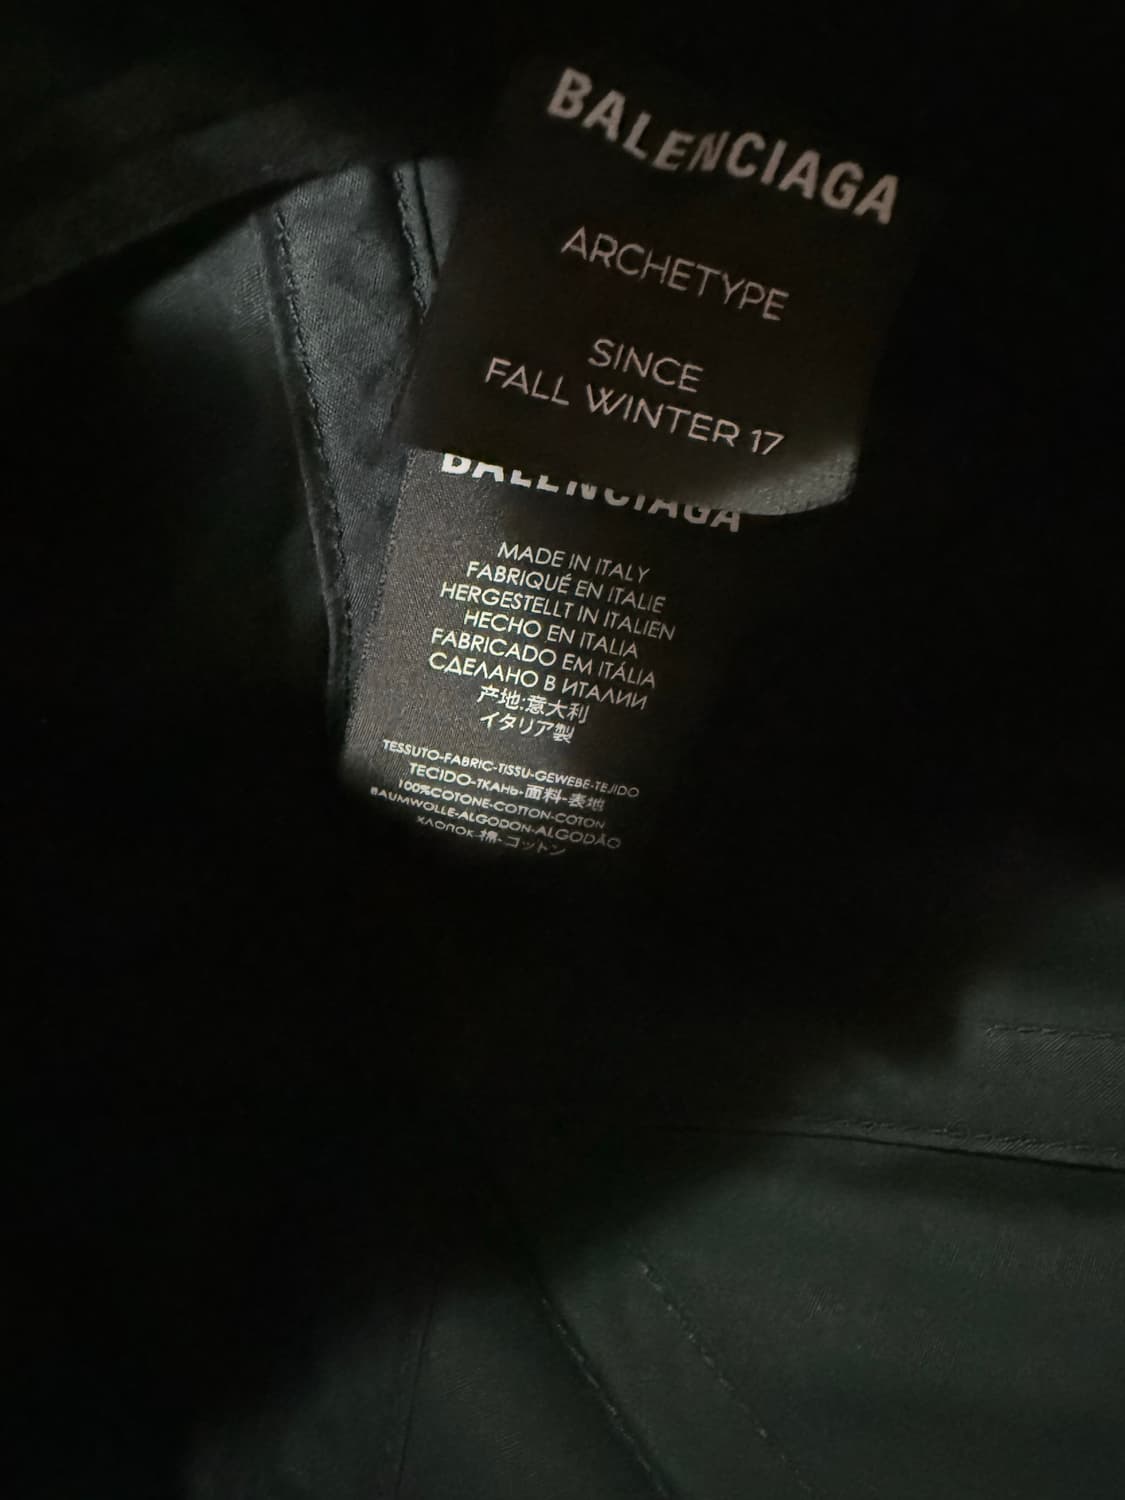 BALENCIAGA
ARCHETYPE
SINCE
FALL WINTER 17
BALENCIAGA
MADE IN ITALY
FABRIQUÉ EN ITALIE
HERGESTELLT IN ITALIEN
HECHO EN ITALIA
FABRICADO EM ITÁLIA
СДЕЛАНО В ИТАЛИИ
产地:意大利
イタリア製
TESSUTO-FABRIC-TISSU-GEWEBE-TEJIDO
TECIDO-ТКАНЬ-面料-表地
100%COTONE-COTTON-COTON
BAUMWOLLE-ALGODON-ALGODÃO
ХЛОПОК-棉-コットン